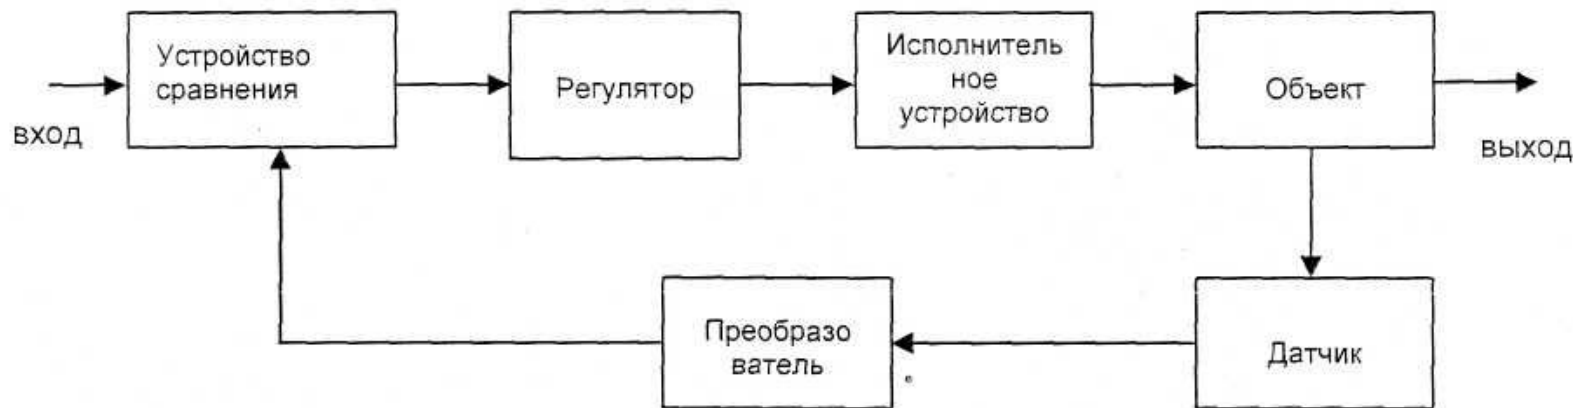 Устройство
сравнения
Регулятор
Исполнитель
ное
устройство
Объект
вход
выход
Преобразо
ватель
Датчик